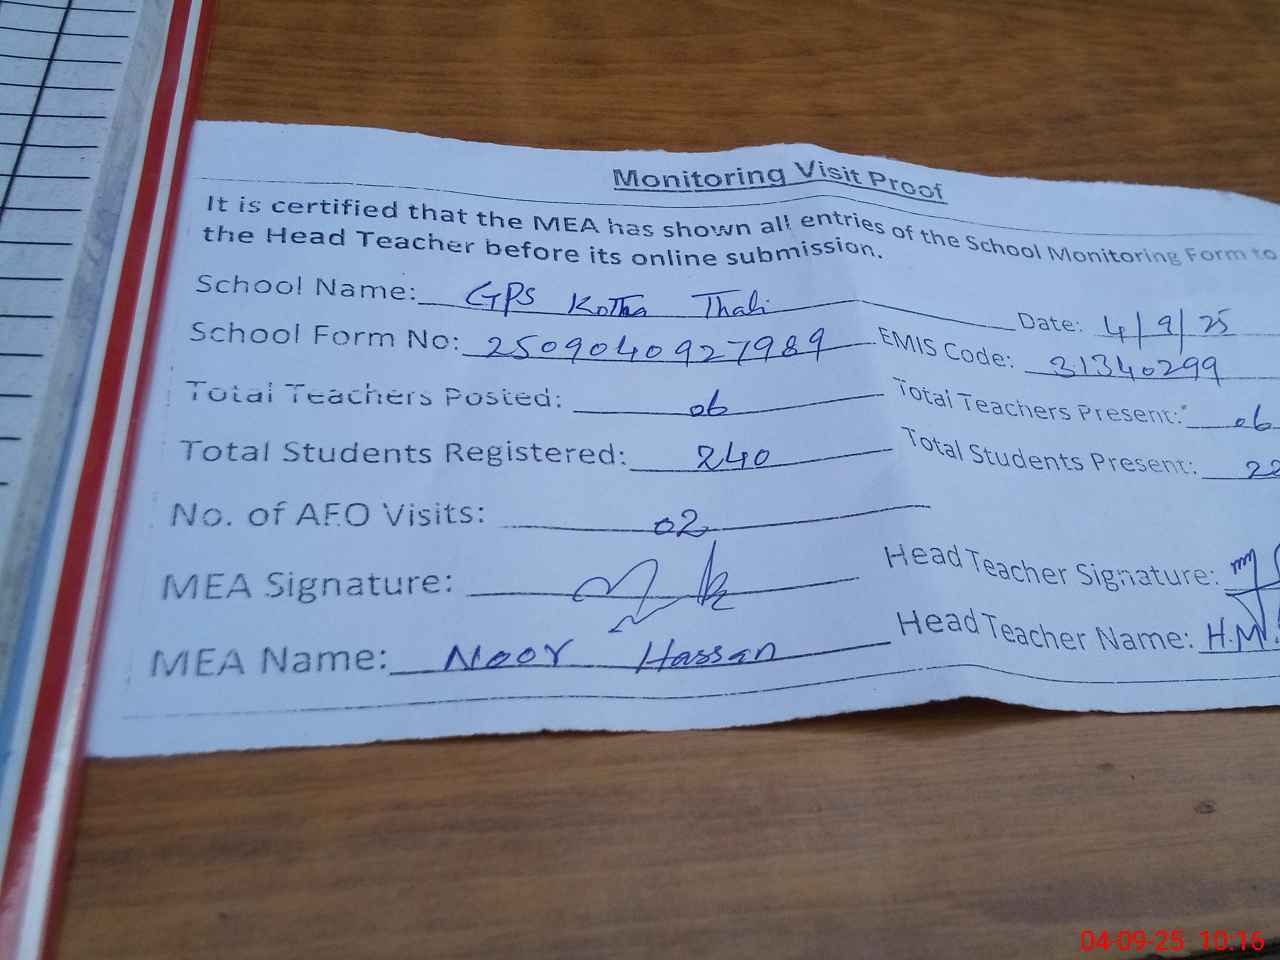 Monitoring Visit Proof
It is certified that the MEA has shown all entries of the School Monitoring Form to
the Head Teacher before its online submission.
School Name: GPS Kotha Thali Date: 4/9/25
School Form No: 2509040927989 EMIS Code: 31340299
Total Teachers Posted: 06 Total Teachers Present: 06
Total Students Registered: 240 Total Students Present: 22
No. of AEO Visits: 02
MEA Signature: Head Teacher Signature:
MEA Name: Noor Hassan Head Teacher Name: H.M.
04-09-25 10:16